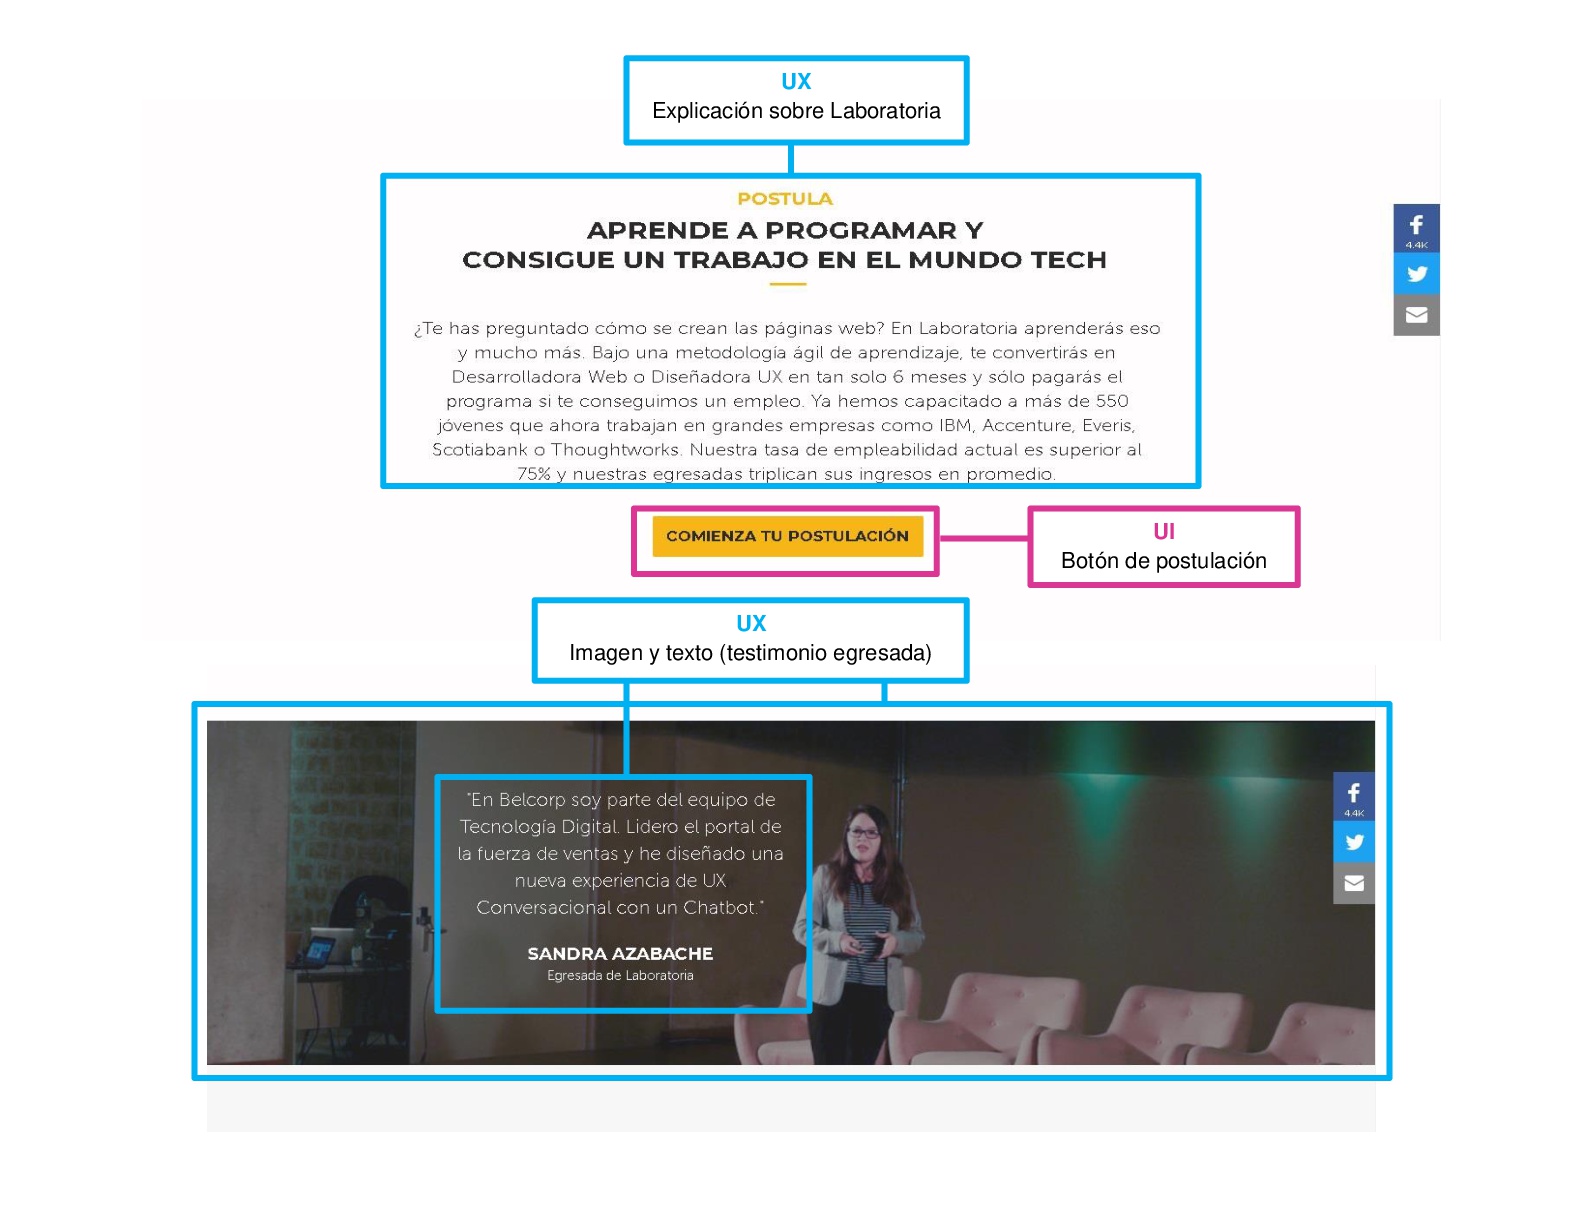 UX
Explicación sobre Laboratoria
POSTULA
APRENDE A PROGRAMAR Y
CONSIGUE UN TRABAJO EN EL MUNDO TECH
4.4K
¿Te has preguntado cómo se crean las páginas web? En Laboratoria aprenderás eso
y mucho más. Bajo una metodología ágil de aprendizaje, te convertirás en
Desarrolladora Web o Diseñadora UX en tan solo 6 meses y sólo pagarás el
programa si te conseguimos un empleo. Ya hemos capacitado a más de 550
jóvenes que ahora trabajan en grandes empresas como IBM, Accenture, Everis,
Scotiabank o Thoughtworks. Nuestra tasa de empleabilidad actual es superior al
75% y nuestras egresadas triplican sus ingresos en promedio.
COMIENZA TU POSTULACIÓN
UI
Botón de postulación
UX
Imagen y texto (testimonio egresada)
"En Belcorp soy parte del equipo de
Tecnología Digital. Lidero el portal de
la fuerza de ventas y he diseñado una
nueva experiencia de UX
Conversacional con un Chatbot."
SANDRA AZABACHE
Egresada de Laboratoria
4.4K